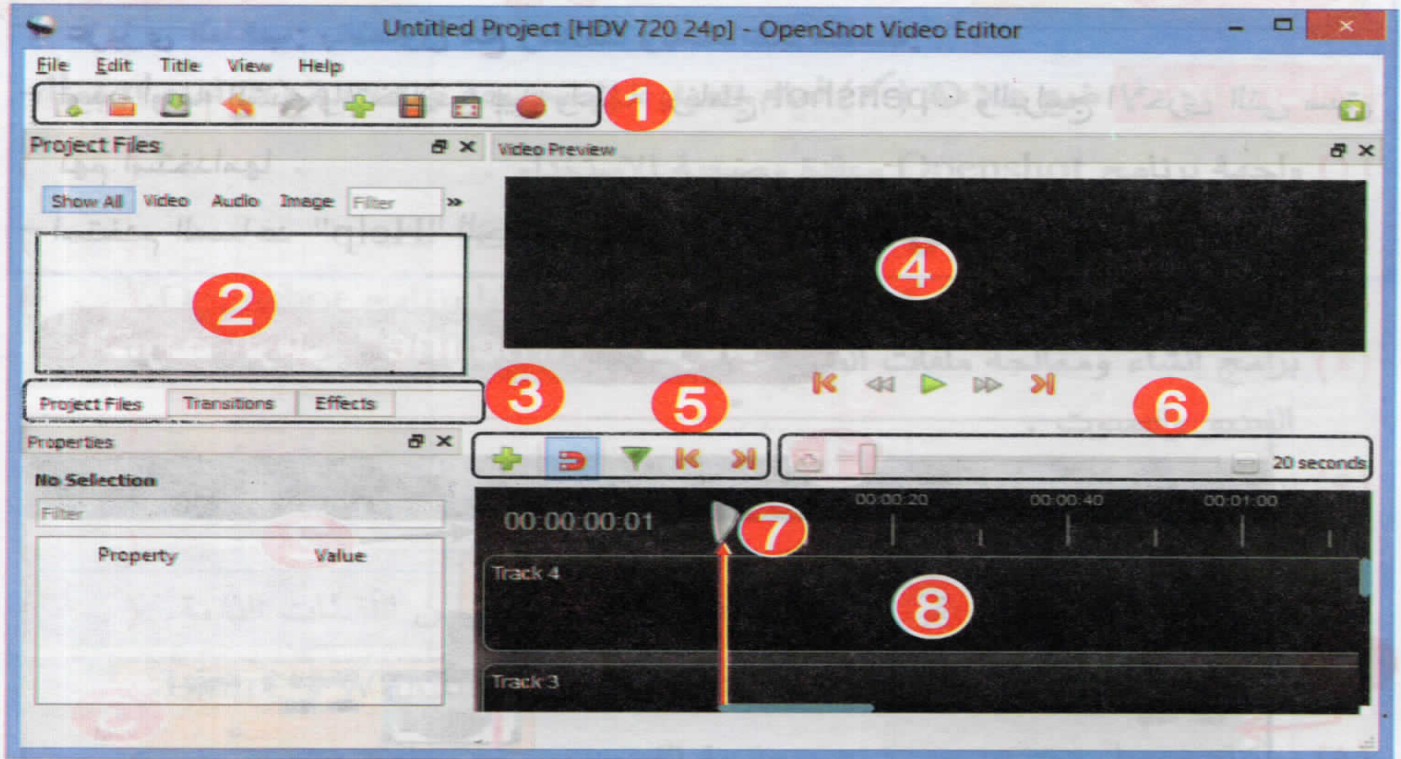 Untitled Project [HDV 720 24p] - OpenShot Video Editor
File Edit Title View Help
1
Project Files
Video Preview
Show All Video Audio Image Filter »
2
4
Project Files Transitions Effects
3
5
6
Properties
20 seconds
No Selection
Filter
00:00:00:01
7
00:00:20 00:00:40 00:01:00
Property Value
Track 4
8
Track 3